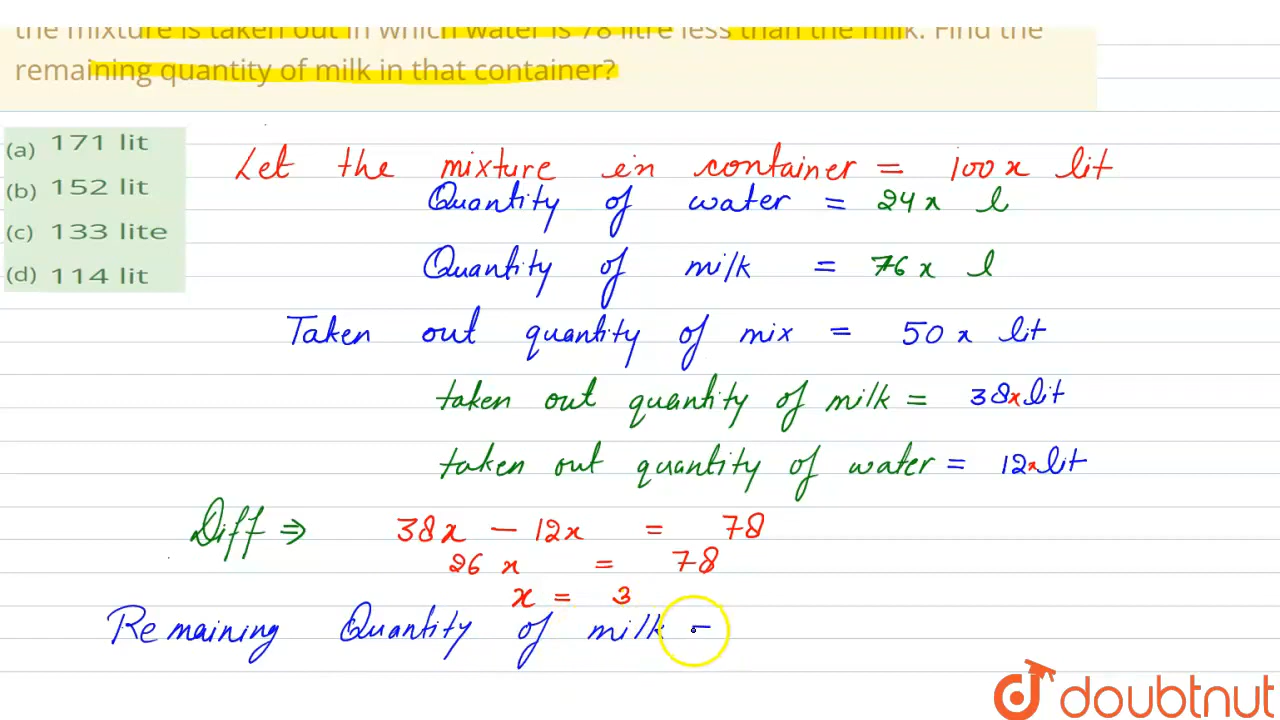 the mixture is taken out in which water is 78 litre less than the milk. Find the
remaining quantity of milk in that container?
(a) 171 lit
(b) 152 lit
(c) 133 lite
(d) 114 lit
Let the mixture in container = 100x lit
Quantity of water = 24x l
Quantity of milk = 76x l
Taken out quantity of mix = 50x lit
taken out quantity of milk = 38x lit
taken out quantity of water = 12x lit
Diff ⇒ 38x - 12x = 78
26x = 78
x = 3
Remaining Quantity of milk -
doubtnut